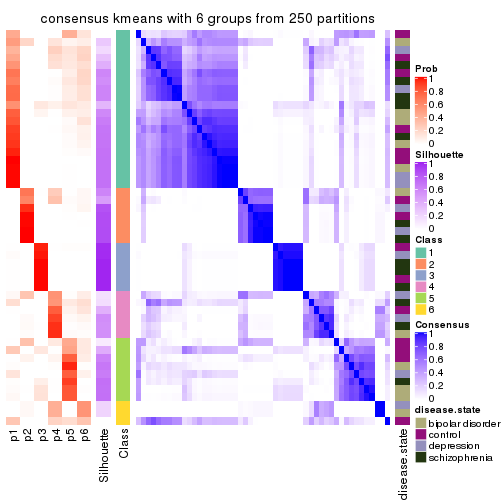 consensus kmeans with 6 groups from 250 partitions
p1
p2
p3
p4
p5
p6
Silhouette
Class
disease.state
Prob
1
0.8
0.6
0.4
0.2
0
Silhouette
1
0.8
0.6
0.4
0.2
0
Class
1
2
3
4
5
6
Consensus
1
0.8
0.6
0.4
0.2
0
disease.state
bipolar disorder
control
depression
schizophrenia